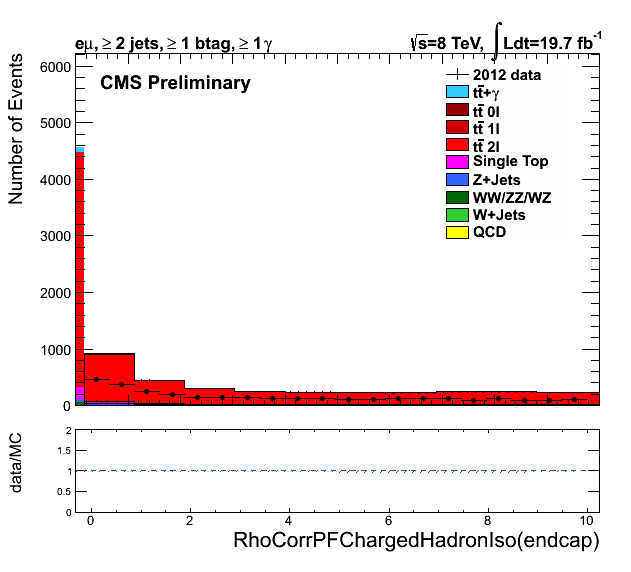 eμ, ≥ 2 jets, ≥ 1 btag, ≥ 1 γ
√s=8 TeV, ∫ Ldt=19.7 fb⁻¹
CMS Preliminary
2012 data
tt̄+γ
tt̄ 0l
tt̄ 1l
tt̄ 2l
Single Top
Z+Jets
WW/ZZ/WZ
W+Jets
QCD
Number of Events
6000
5000
4000
3000
2000
1000
0
data/MC
2
1.5
1
0.5
0
0 2 4 6 8 10
RhoCorrPFChargedHadronIso(endcap)